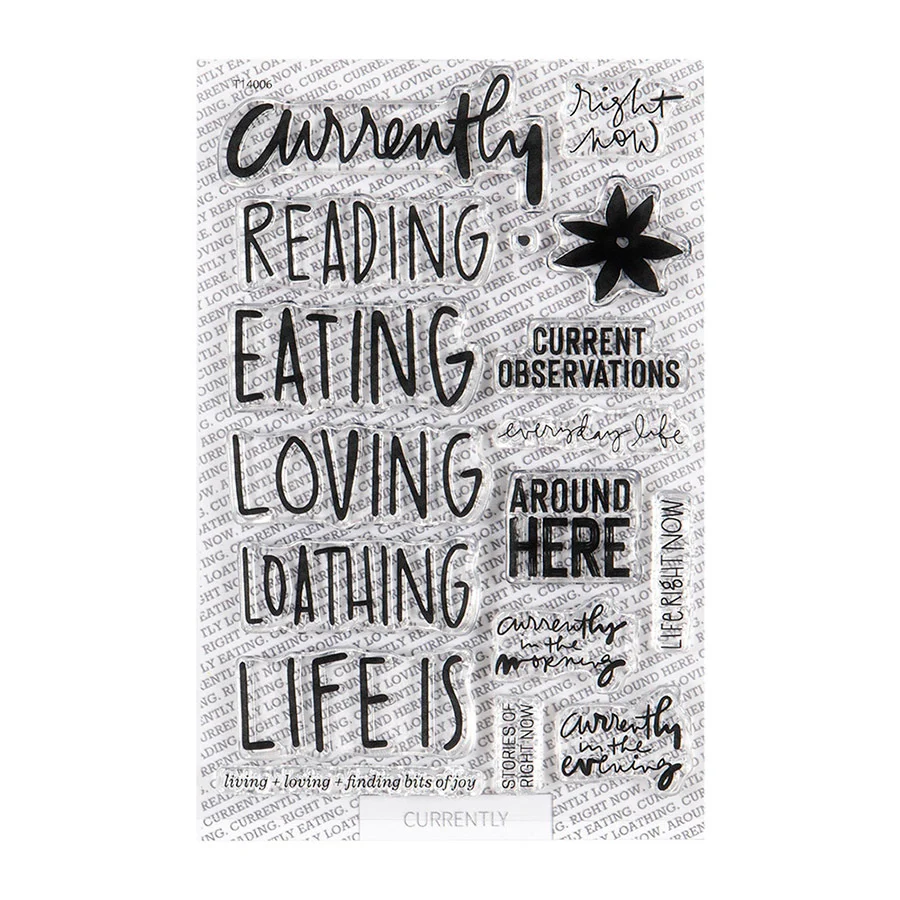 T14006
currently
right
now
READING
EATING
CURRENT
OBSERVATIONS
everyday life
LOVING
AROUND
HERE
LIFE RIGHT NOW
LOATHING
currently
in the
morning
LIFE IS
STORIES OF
RIGHT NOW
currently
in the
evening
living + loving + finding bits of joy
CURRENTLY